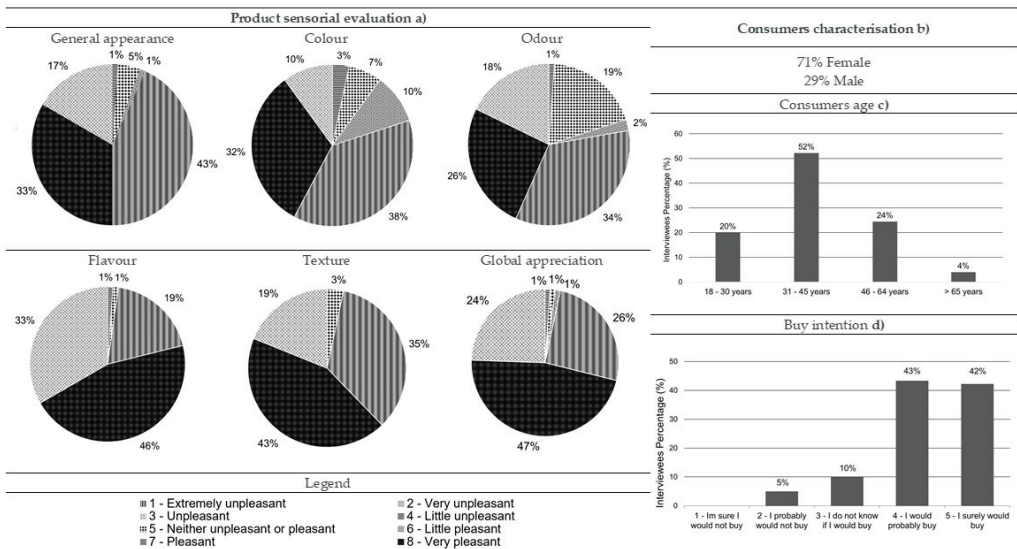 Product sensorial evaluation a)
General appearance
1%
5%
1%
17%
43%
33%
Colour
3%
7%
10%
10%
38%
32%
Odour
1%
19%
2%
18%
34%
26%
Flavour
1%
1%
19%
33%
46%
Texture
3%
19%
35%
43%
Global appreciation
1%
1%
1%
24%
26%
47%
Legend
1 - Extremely unpleasant
2 - Very unpleasant
3 - Unpleasant
4 - Little unpleasant
5 - Neither unpleasant or pleasant
6 - Little pleasant
7 - Pleasant
8 - Very pleasant
Consumers characterisation b)
71% Female
29% Male
Consumers age c)
Interviewees Percentage (%)
60
50
40
30
20
10
0
20%
52%
24%
4%
18 - 30 years
31 - 45 years
46 - 64 years
> 65 years
Buy intention d)
Interviewees Percentage (%)
50
40
30
20
10
0
5%
10%
43%
42%
1 - Im sure I
would not buy
2 - I probably
would not buy
3 - I do not know
if I would buy
4 - I would
probably buy
5 - I surely would
buy